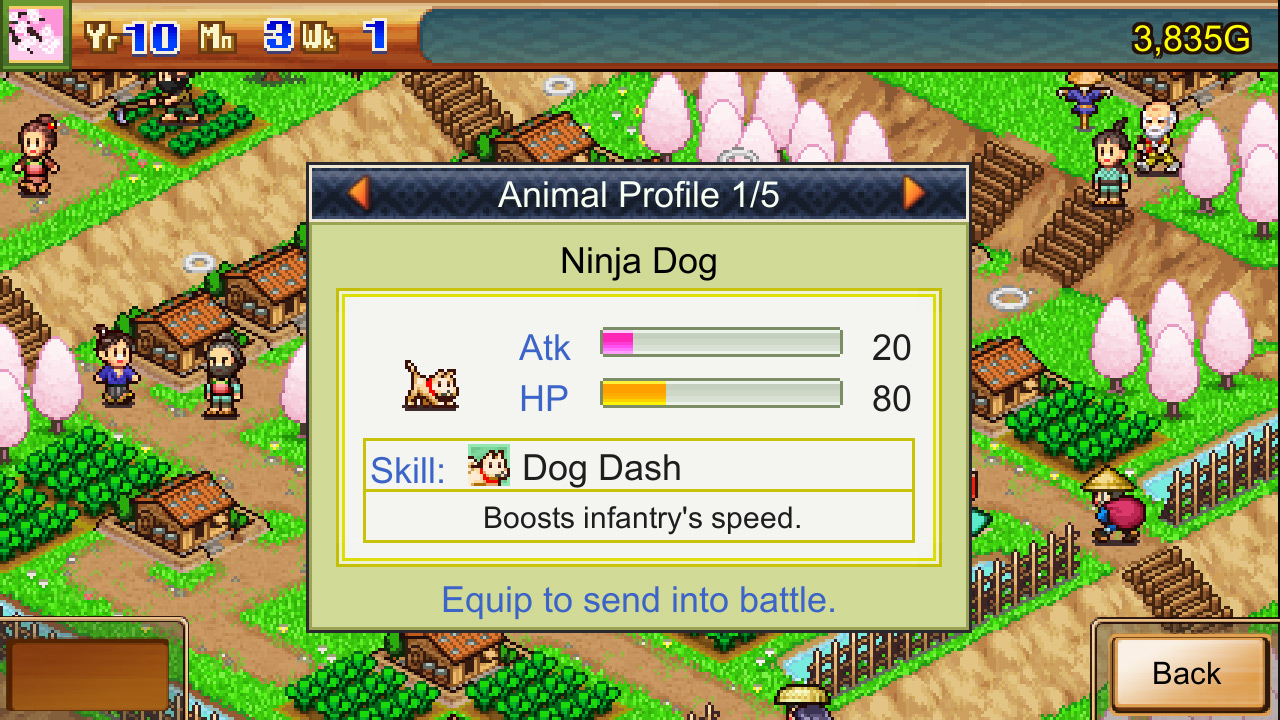 Yr 10 Mn 3 Wk 1
3,835G
Animal Profile 1/5
Ninja Dog
Atk 20
HP 80
Skill: Dog Dash
Boosts infantry's speed.
Equip to send into battle.
Back